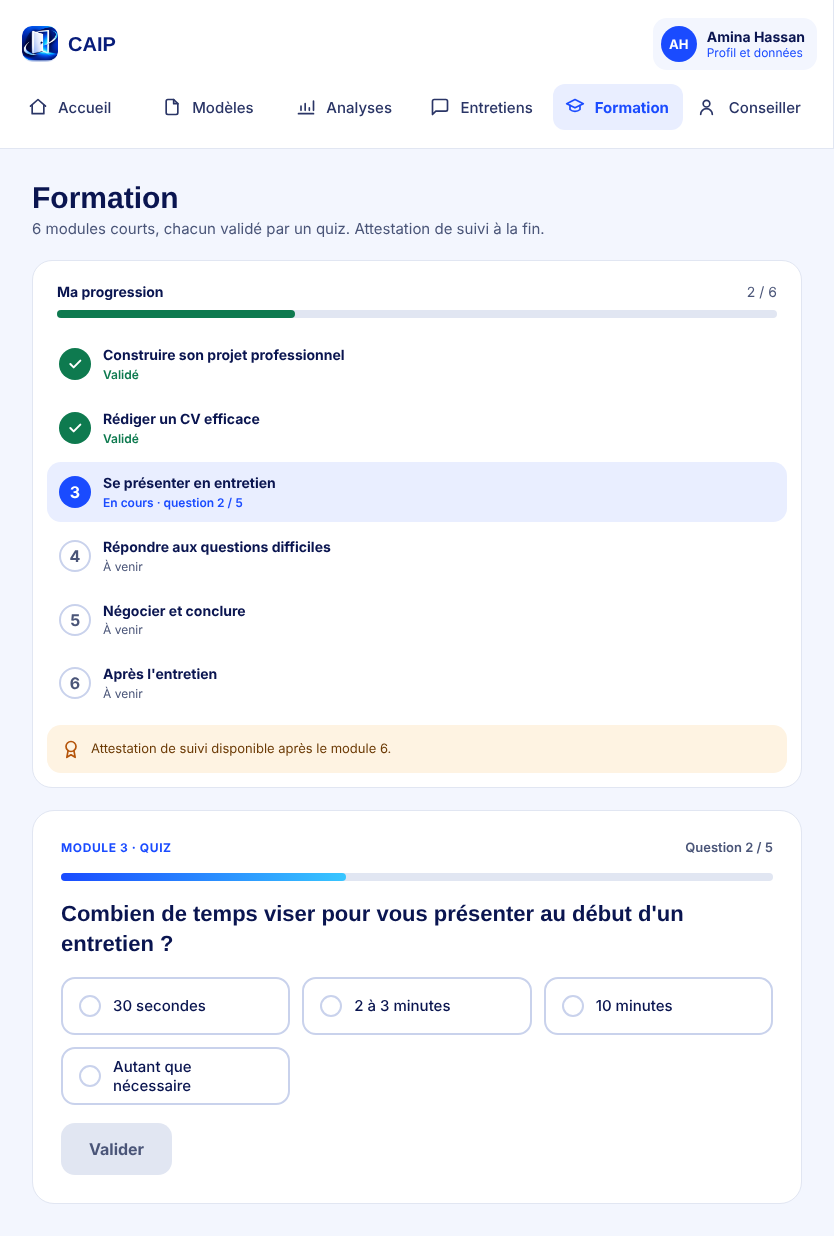 CAIP
AH
Amina Hassan
Profil et données
Accueil
Modèles
Analyses
Entretiens
Formation
Conseiller
Formation
6 modules courts, chacun validé par un quiz. Attestation de suivi à la fin.
Ma progression
2 / 6
Construire son projet professionnel
Validé
Rédiger un CV efficace
Validé
3
Se présenter en entretien
En cours · question 2 / 5
4
Répondre aux questions difficiles
À venir
5
Négocier et conclure
À venir
6
Après l'entretien
À venir
Attestation de suivi disponible après le module 6.
MODULE 3 · QUIZ
Question 2 / 5
Combien de temps viser pour vous présenter au début d'un
entretien ?
30 secondes
2 à 3 minutes
10 minutes
Autant que
nécessaire
Valider